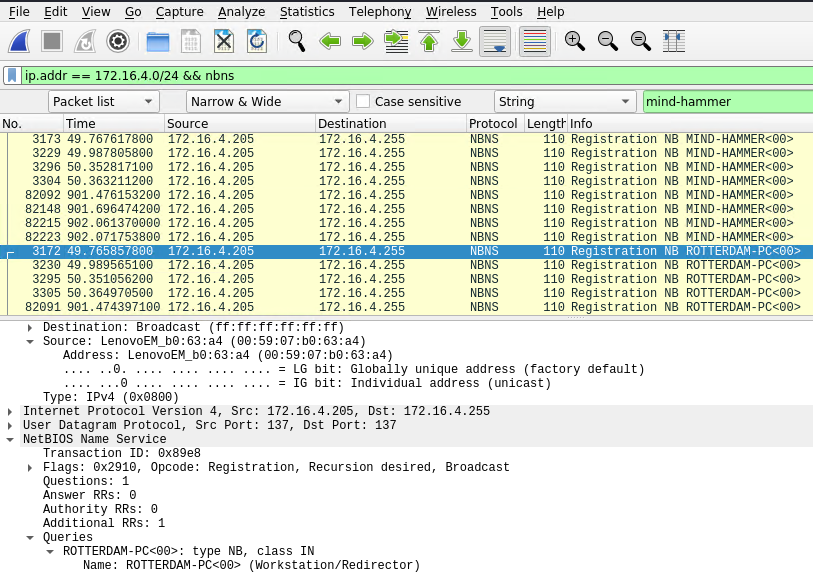 File Edit View Go Capture Analyze Statistics Telephony Wireless Tools Help
ip.addr == 172.16.4.0/24 && nbns
Packet list Narrow & Wide Case sensitive String mind-hammer
No. Time Source Destination Protocol Length Info
3173 49.767617800 172.16.4.205 172.16.4.255 NBNS 110 Registration NB MIND-HAMMER<00>
3229 49.987805800 172.16.4.205 172.16.4.255 NBNS 110 Registration NB MIND-HAMMER<00>
3296 50.352817100 172.16.4.205 172.16.4.255 NBNS 110 Registration NB MIND-HAMMER<00>
3304 50.363211200 172.16.4.205 172.16.4.255 NBNS 110 Registration NB MIND-HAMMER<00>
82092 901.476153200 172.16.4.205 172.16.4.255 NBNS 110 Registration NB MIND-HAMMER<00>
82148 901.696474200 172.16.4.205 172.16.4.255 NBNS 110 Registration NB MIND-HAMMER<00>
82215 902.061370000 172.16.4.205 172.16.4.255 NBNS 110 Registration NB MIND-HAMMER<00>
82223 902.071753800 172.16.4.205 172.16.4.255 NBNS 110 Registration NB MIND-HAMMER<00>
3172 49.765857800 172.16.4.205 172.16.4.255 NBNS 110 Registration NB ROTTERDAM-PC<00>
3230 49.989565100 172.16.4.205 172.16.4.255 NBNS 110 Registration NB ROTTERDAM-PC<00>
3295 50.351056200 172.16.4.205 172.16.4.255 NBNS 110 Registration NB ROTTERDAM-PC<00>
3305 50.364970500 172.16.4.205 172.16.4.255 NBNS 110 Registration NB ROTTERDAM-PC<00>
82091 901.474397100 172.16.4.205 172.16.4.255 NBNS 110 Registration NB ROTTERDAM-PC<00>
Destination: Broadcast (ff:ff:ff:ff:ff:ff)
Source: LenovoEM_b0:63:a4 (00:59:07:b0:63:a4)
Address: LenovoEM_b0:63:a4 (00:59:07:b0:63:a4)
.... ..0. .... .... .... .... = LG bit: Globally unique address (factory default)
.... ...0 .... .... .... .... = IG bit: Individual address (unicast)
Type: IPv4 (0x0800)
Internet Protocol Version 4, Src: 172.16.4.205, Dst: 172.16.4.255
User Datagram Protocol, Src Port: 137, Dst Port: 137
NetBIOS Name Service
Transaction ID: 0x89e8
Flags: 0x2910, Opcode: Registration, Recursion desired, Broadcast
Questions: 1
Answer RRs: 0
Authority RRs: 0
Additional RRs: 1
Queries
ROTTERDAM-PC<00>: type NB, class IN
Name: ROTTERDAM-PC<00> (Workstation/Redirector)